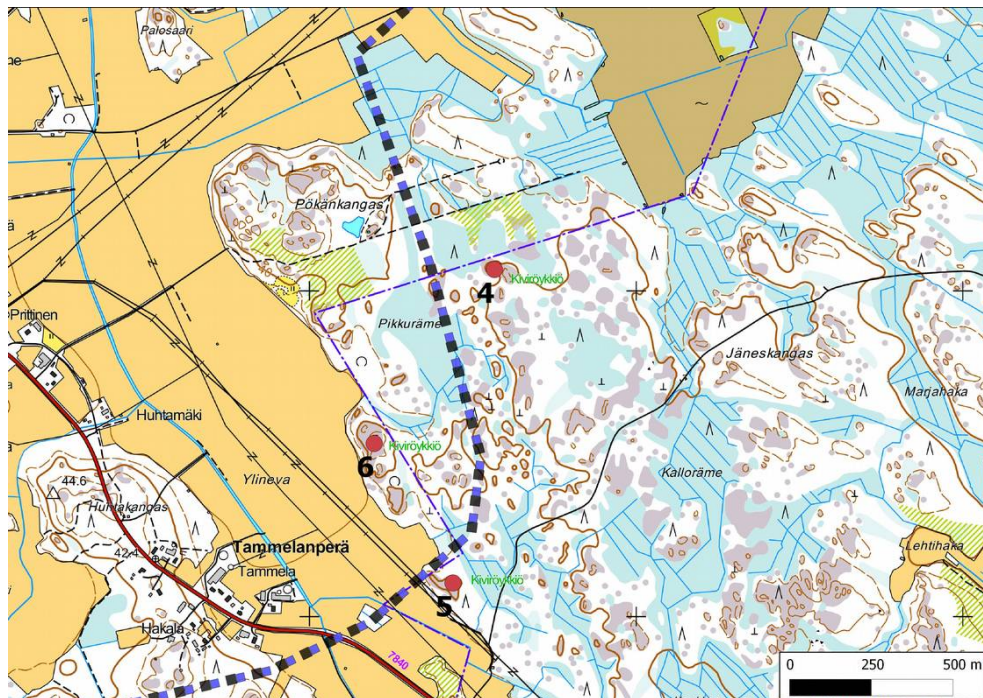 Palosaari
Pökänkangas
40
Kiviröykkiö
4
Prittinen
Pikkuräme
Jäneskangas
Marjahaka
Huhtamäki
Kiviröykkiö
6
Kalloräme
44.6
Ylineva
Huhtakangas
42.4
Tammelanperä
Lehtihaka
Tammela
Kiviröykkiö
5
Hakala
7840
0 250 500 m